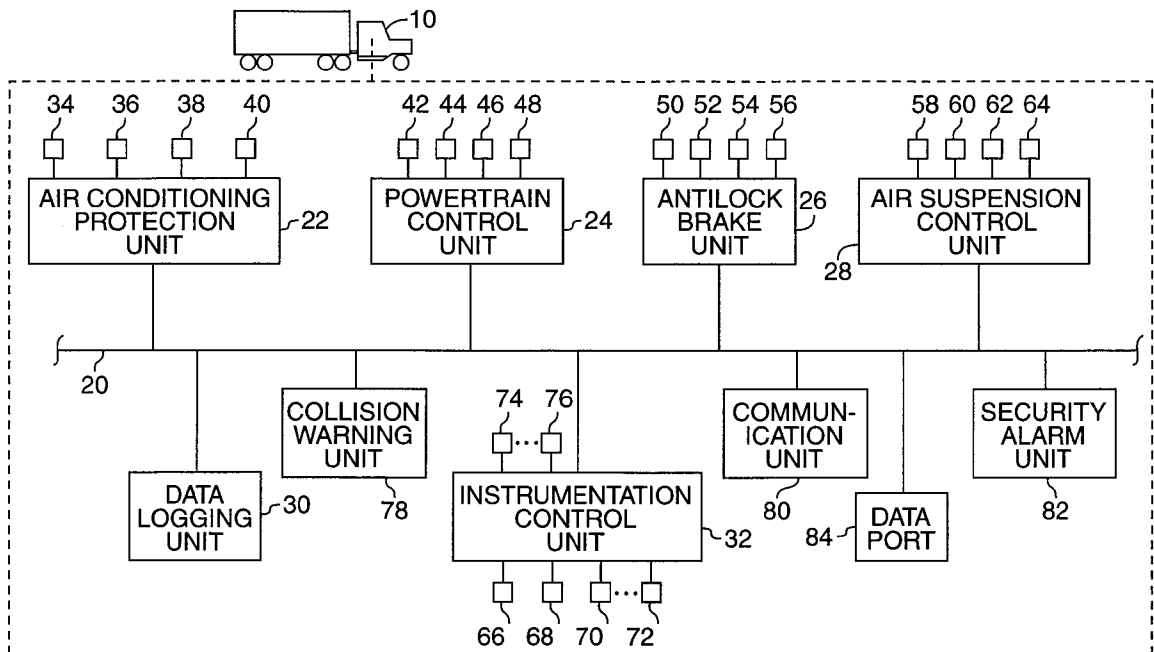 10
34 36 38 40 42 44 46 48 50 52 54 56 58 60 62 64
AIR CONDITIONING
PROTECTION
UNIT
22
POWERTRAIN
CONTROL
UNIT
24
ANTILOCK
BRAKE
UNIT
26
AIR SUSPENSION
CONTROL
UNIT
28
20
COLLISION
WARNING
UNIT
78
74 76
COMMUN-
ICATION
UNIT
80
SECURITY
ALARM
UNIT
82
DATA
LOGGING
UNIT
30
INSTRUMENTATION
CONTROL
UNIT
32
84
DATA
PORT
66 68 70 72